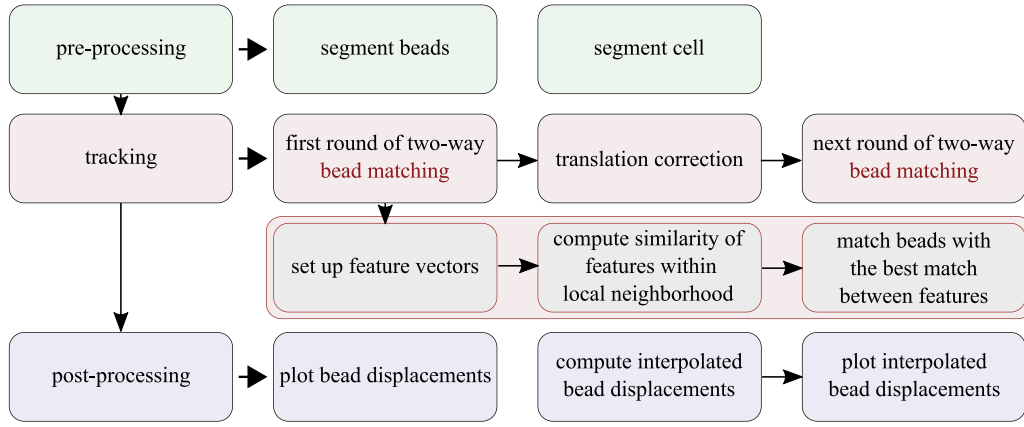 pre-processing
segment beads
segment cell
tracking
first round of two-way
bead matching
translation correction
next round of two-way
bead matching
set up feature vectors
compute similarity of
features within
local neighborhood
match beads with
the best match
between features
post-processing
plot bead displacements
compute interpolated
bead displacements
plot interpolated
bead displacements